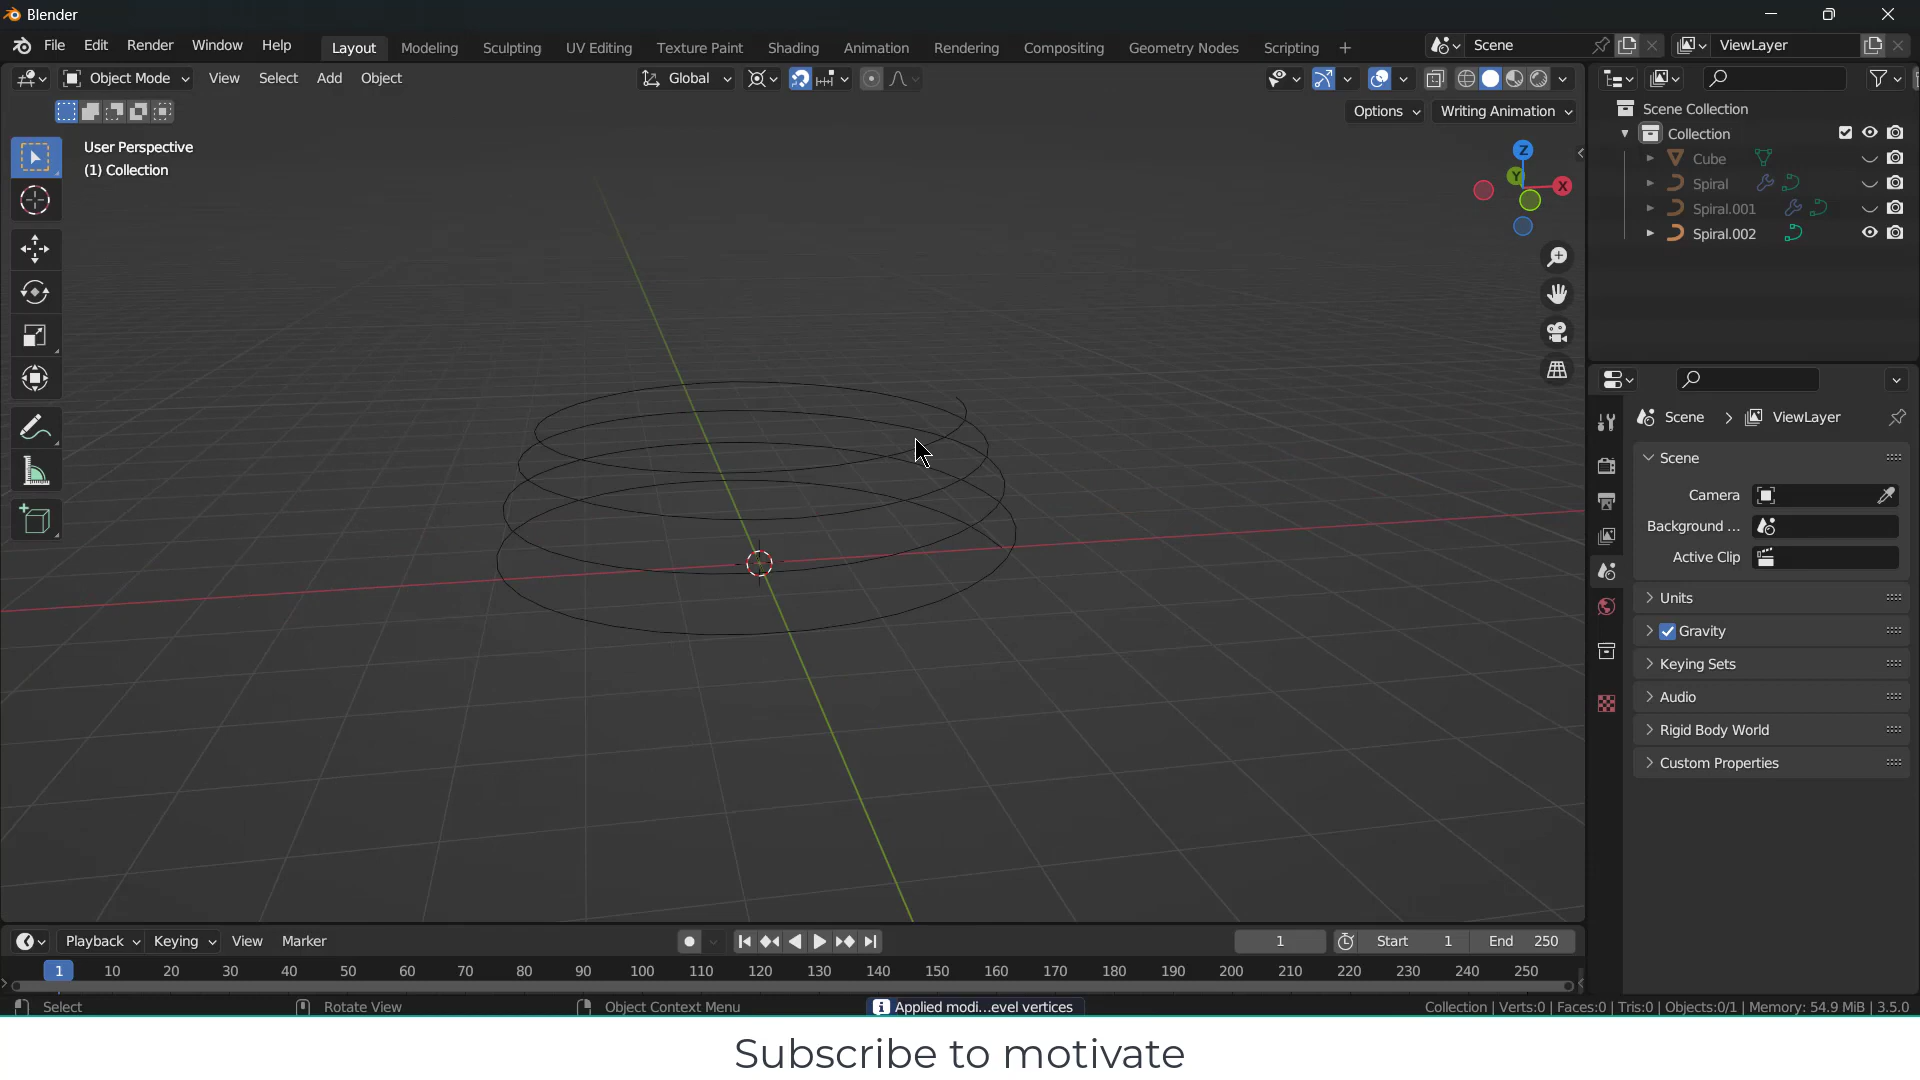 Blender
File Edit Render Window Help Layout Modeling Sculpting UV Editing Texture Paint Shading Animation Rendering Compositing Geometry Nodes Scripting + Scene ViewLayer
Object Mode View Select Add Object Global
Options Writing Animation
User Perspective
(1) Collection
Z
Y
X
Scene Collection
Collection
Cube
Spiral
Spiral.001
Spiral.002
Scene > ViewLayer
Scene
Camera
Background ...
Active Clip
Units
Gravity
Keying Sets
Audio
Rigid Body World
Custom Properties
Playback Keying View Marker 1 Start 1 End 250
1 10 20 30 40 50 60 70 80 90 100 110 120 130 140 150 160 170 180 190 200 210 220 230 240 250
Select Rotate View Object Context Menu Applied modi...evel vertices Collection | Verts:0 | Faces:0 | Tris:0 | Objects:0/1 | Memory: 54.9 MiB | 3.5.0
Subscribe to motivate